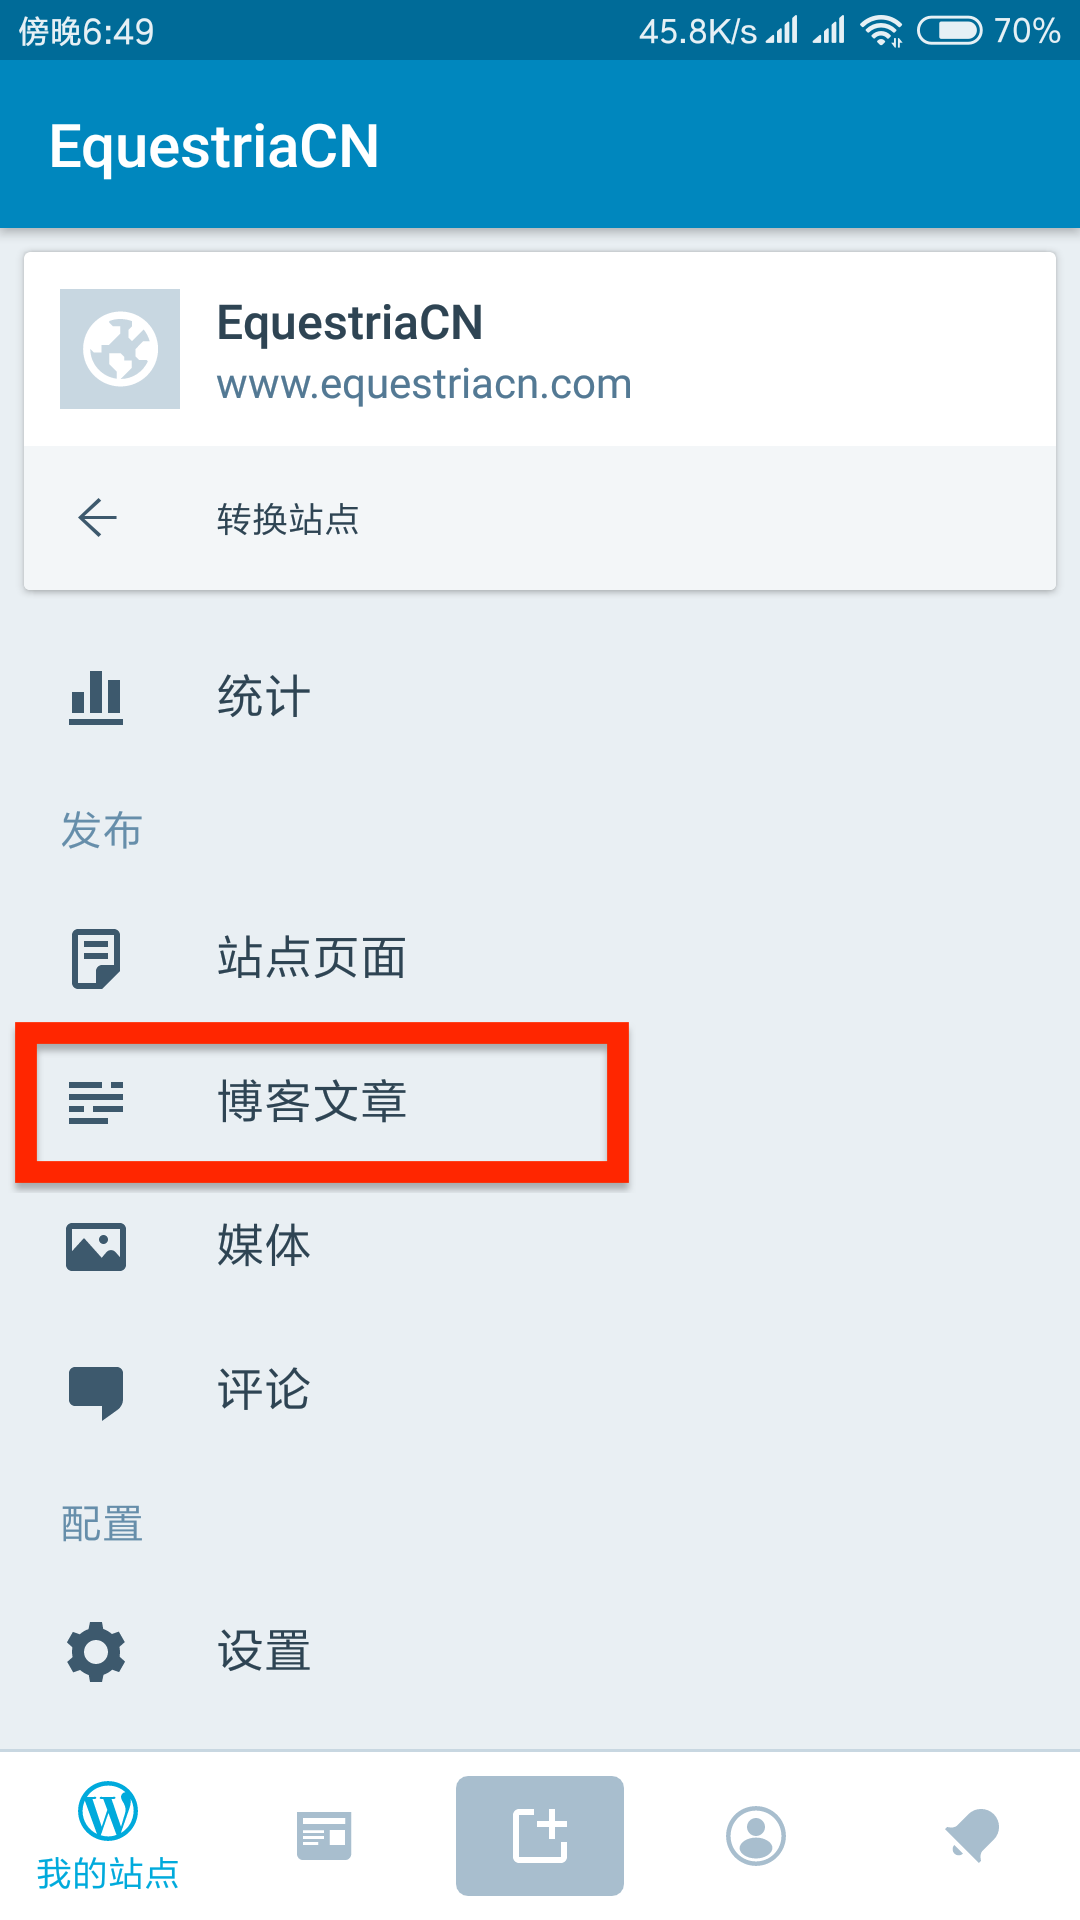 傍晚6:49 45.8K/s 70%
EquestriaCN
EquestriaCN
www.equestriacn.com
转换站点
统计
发布
站点页面
博客文章
媒体
评论
配置
设置
我的站点